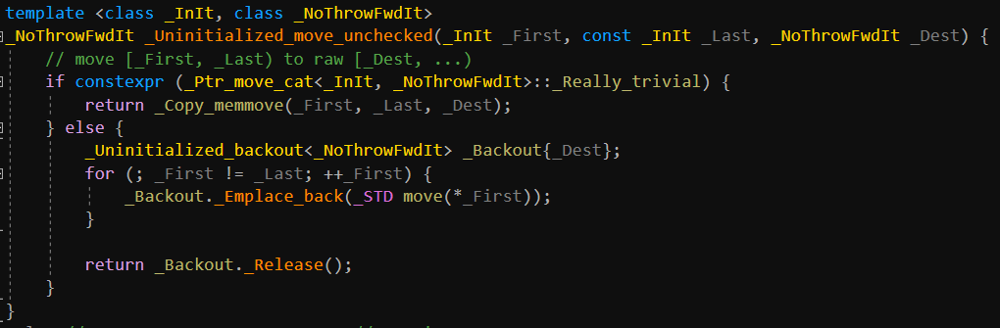 template <class _InIt, class _NoThrowFwdIt>
_NoThrowFwdIt _Uninitialized_move_unchecked(_InIt _First, const _InIt _Last, _NoThrowFwdIt _Dest) {
    // move [_First, _Last) to raw [_Dest, ...)
    if constexpr (_Ptr_move_cat<_InIt, _NoThrowFwdIt>::_Really_trivial) {
        return _Copy_memmove(_First, _Last, _Dest);
    } else {
        _Uninitialized_backout<_NoThrowFwdIt> _Backout{_Dest};
        for (; _First != _Last; ++_First) {
            _Backout._Emplace_back(_STD move(*_First));
        }

        return _Backout._Release();
    }
}